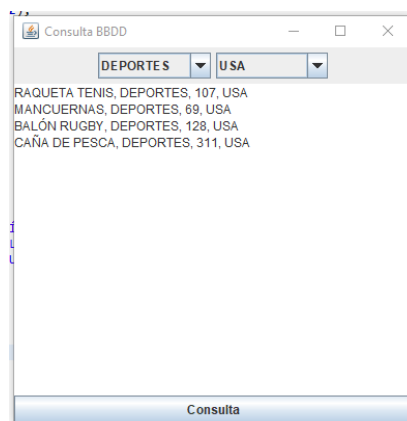 Consulta BBDD
DEPORTES USA
RAQUETA TENIS, DEPORTES, 107, USA
MANCUERNAS, DEPORTES, 69, USA
BALÓN RUGBY, DEPORTES, 128, USA
CAÑA DE PESCA, DEPORTES, 311, USA
Consulta